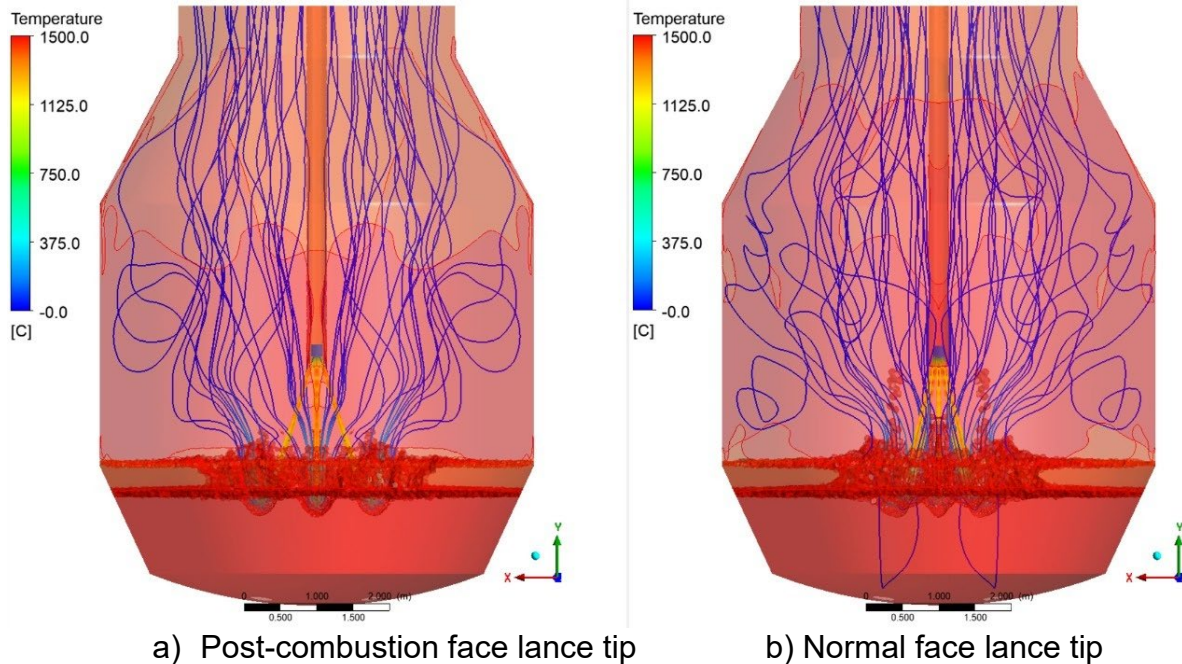 Temperature
1500.0
1125.0
750.0
375.0
-0.0
[C]
Y
X
0.500
1.000
1.500
2.000 (m)
Temperature
1500.0
1125.0
750.0
375.0
-0.0
[C]
Y
X
0
0.500
1.000
1.500
2.000 (m)
a) Post-combustion face lance tip
b) Normal face lance tip